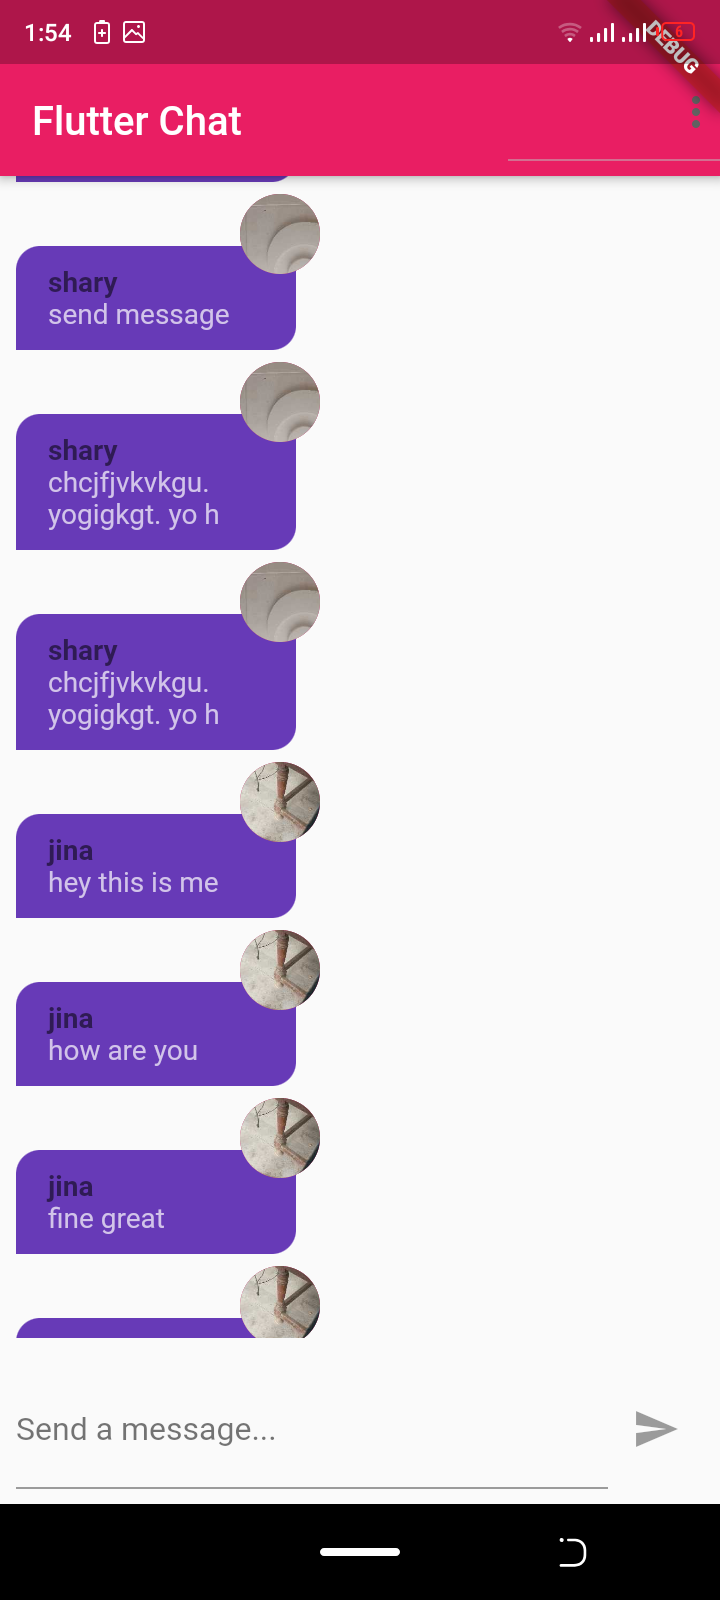 1:54
6
DEBUG
Flutter Chat
shary
send message
shary
chcjfjvkvkgu.
yogigkgt. yo h
shary
chcjfjvkvkgu.
yogigkgt. yo h
jina
hey this is me
jina
how are you
jina
fine great
Send a message...